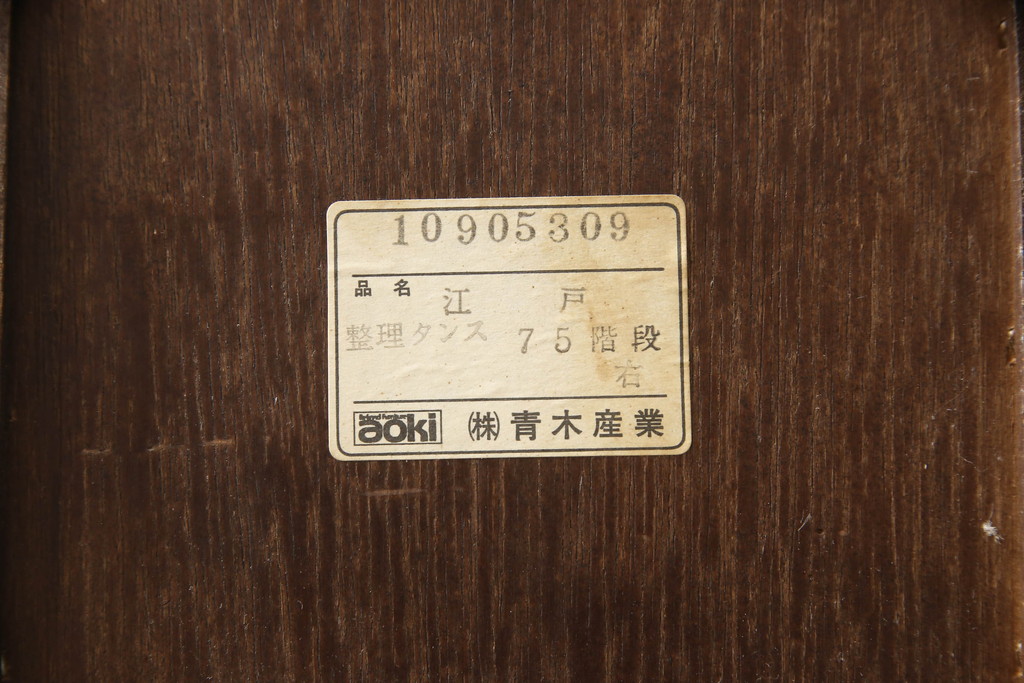 10905309
品名 江 戸
整理タンス 75階段
右
aoki (株)青木産業